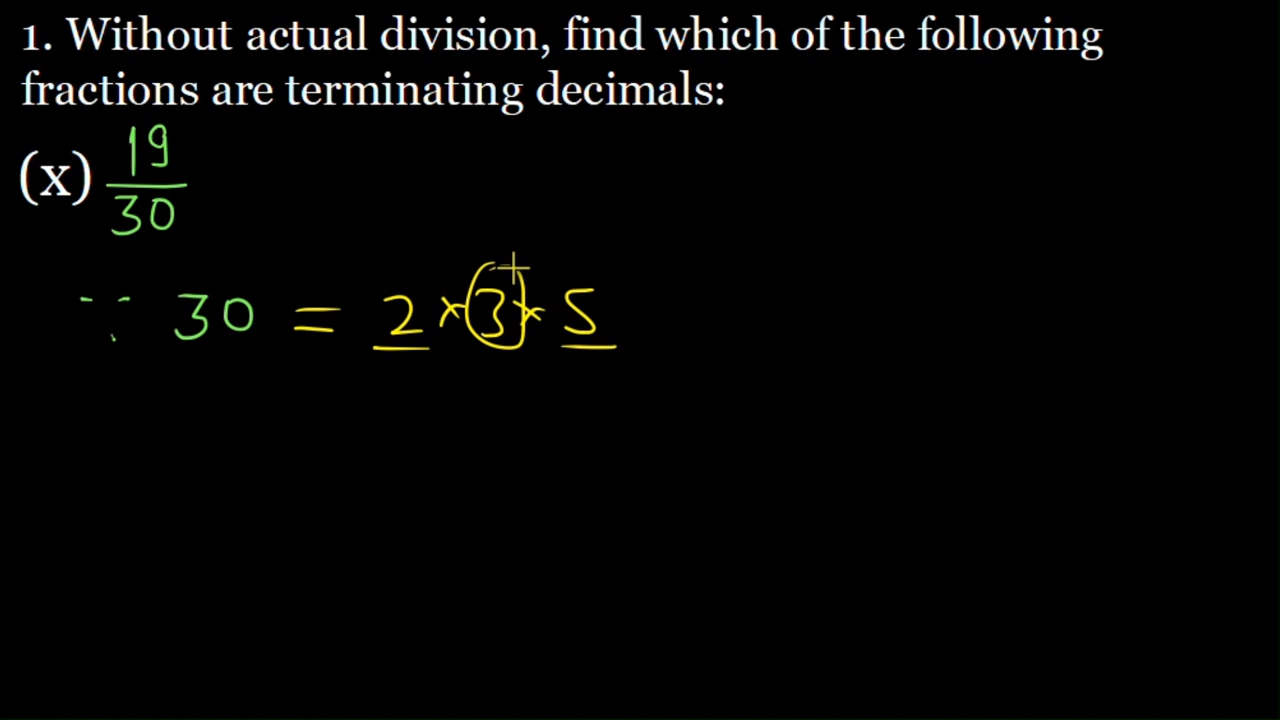 1. Without actual division, find which of the following
fractions are terminating decimals:
(x) 19/30
∵ 30 = 2 × 3 × 5